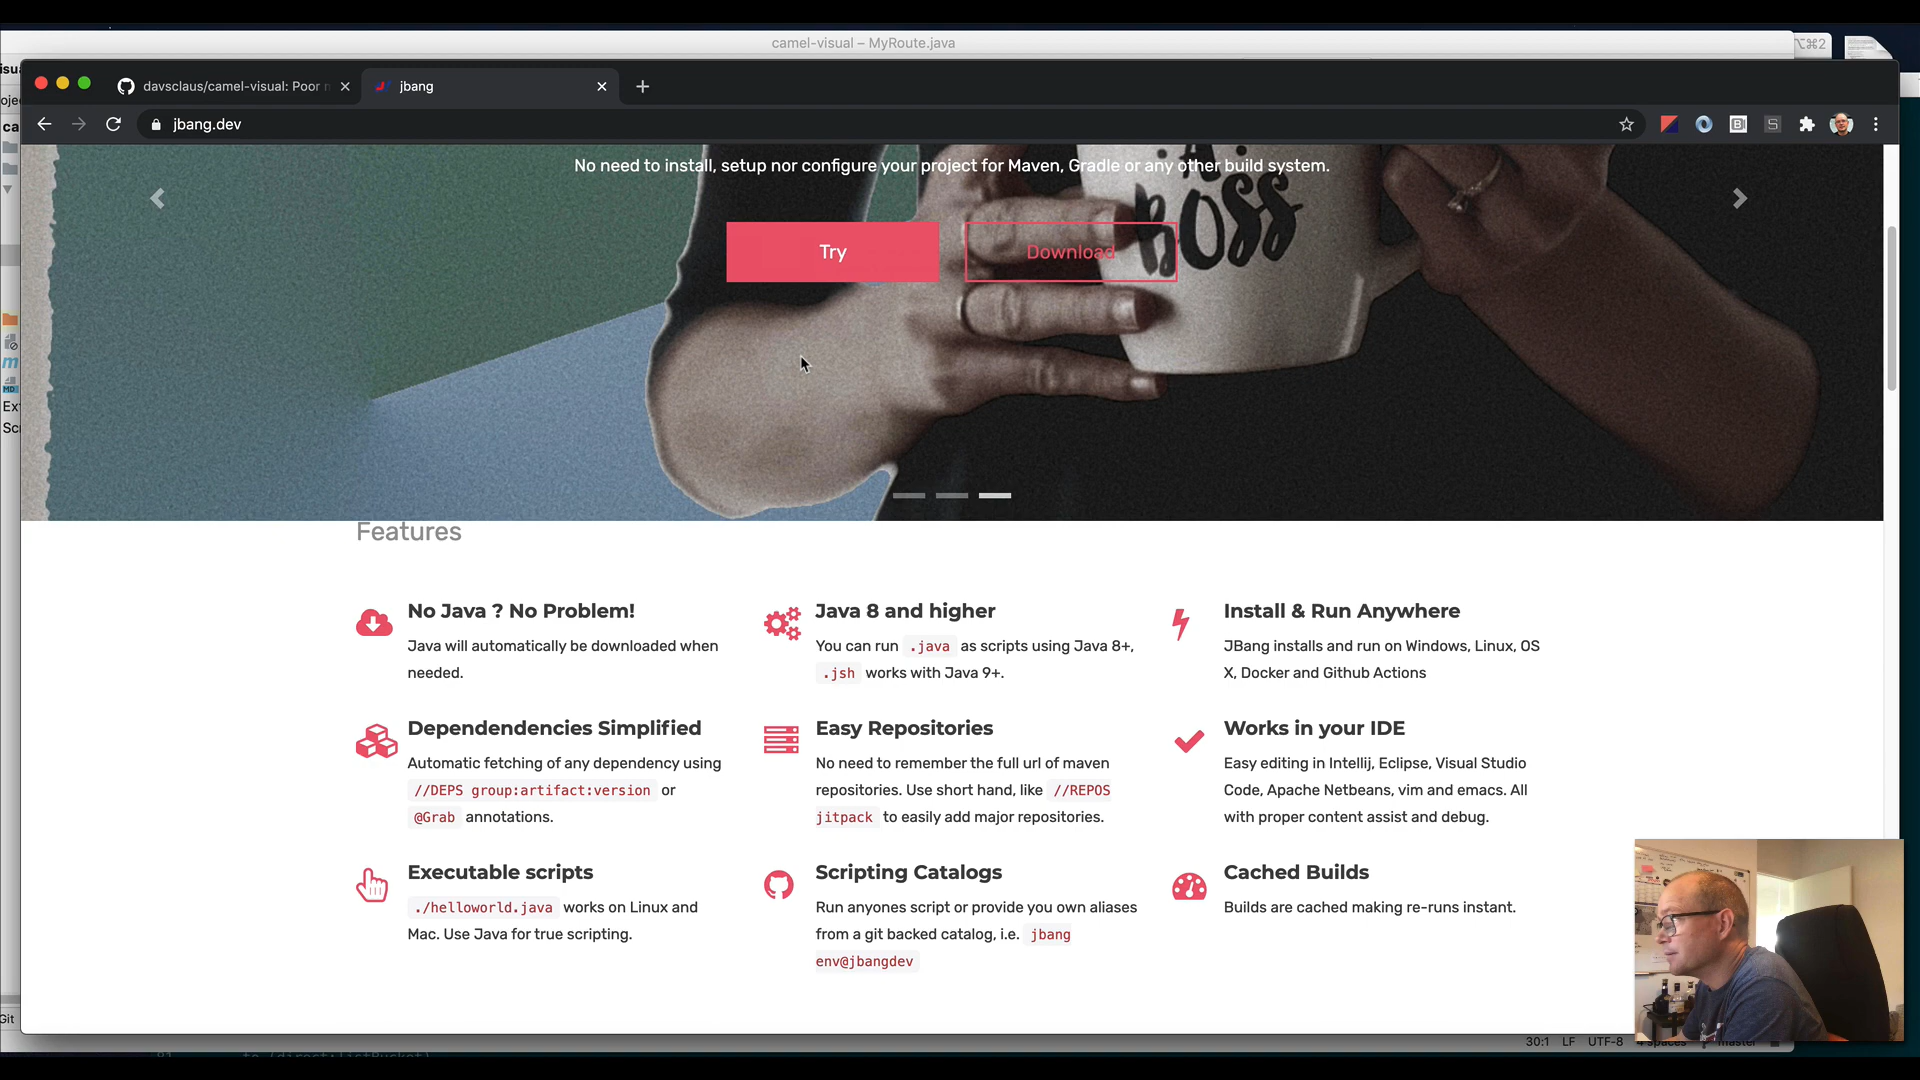 camel-visual – MyRoute.java
⌥⌘2
davsclaus/camel-visual: Poor m
jbang
jbang.dev
No need to install, setup nor configure your project for Maven, Gradle or any other build system.
A
BOSS
Try
Download
Features
No Java ? No Problem!
Java will automatically be downloaded when
needed.
Java 8 and higher
You can run .java as scripts using Java 8+,
.jsh works with Java 9+.
Install & Run Anywhere
JBang installs and run on Windows, Linux, OS
X, Docker and Github Actions
Dependendencies Simplified
Automatic fetching of any dependency using
//DEPS group:artifact:version or
@Grab annotations.
Easy Repositories
No need to remember the full url of maven
repositories. Use short hand, like //REPOS
jitpack to easily add major repositories.
Works in your IDE
Easy editing in Intellij, Eclipse, Visual Studio
Code, Apache Netbeans, vim and emacs. All
with proper content assist and debug.
Executable scripts
./helloworld.java works on Linux and
Mac. Use Java for true scripting.
Scripting Catalogs
Run anyones script or provide you own aliases
from a git backed catalog, i.e. jbang
env@jbangdev
Cached Builds
Builds are cached making re-runs instant.
Git
30:1 LF UTF-8 4 spaces master